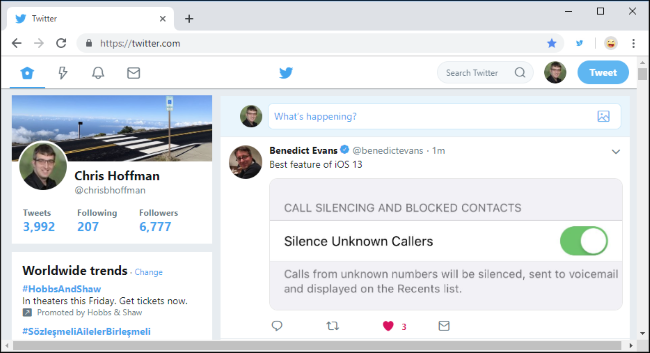 Twitter
https://twitter.com
Search Twitter
Tweet
What's happening?
Chris Hoffman
@chrisbhoffman
Tweets Following Followers
3,992 207 6,777
Worldwide trends · Change
#HobbsAndShaw
In theaters this Friday. Get tickets now.
Promoted by Hobbs & Shaw
#SözleşmeliAilelerBirleşmeli
Benedict Evans @benedictevans · 1m
Best feature of iOS 13
CALL SILENCING AND BLOCKED CONTACTS
Silence Unknown Callers
Calls from unknown numbers will be silenced, sent to voicemail
and displayed on the Recents list.
3